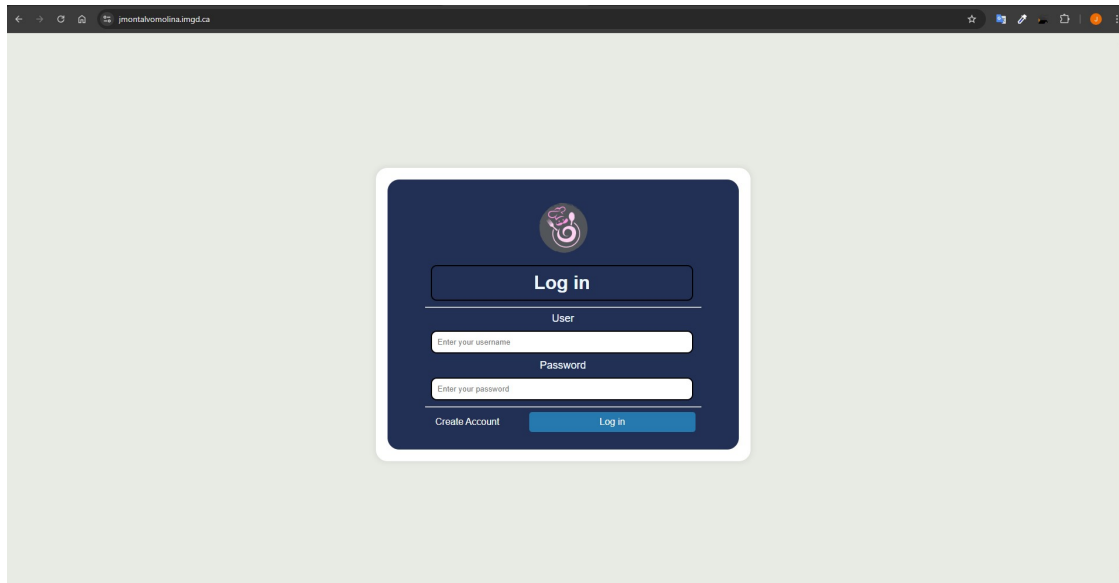 jmontalvomolina.imgd.ca
Log in
User
Enter your username
Password
Enter your password
Create Account Log in